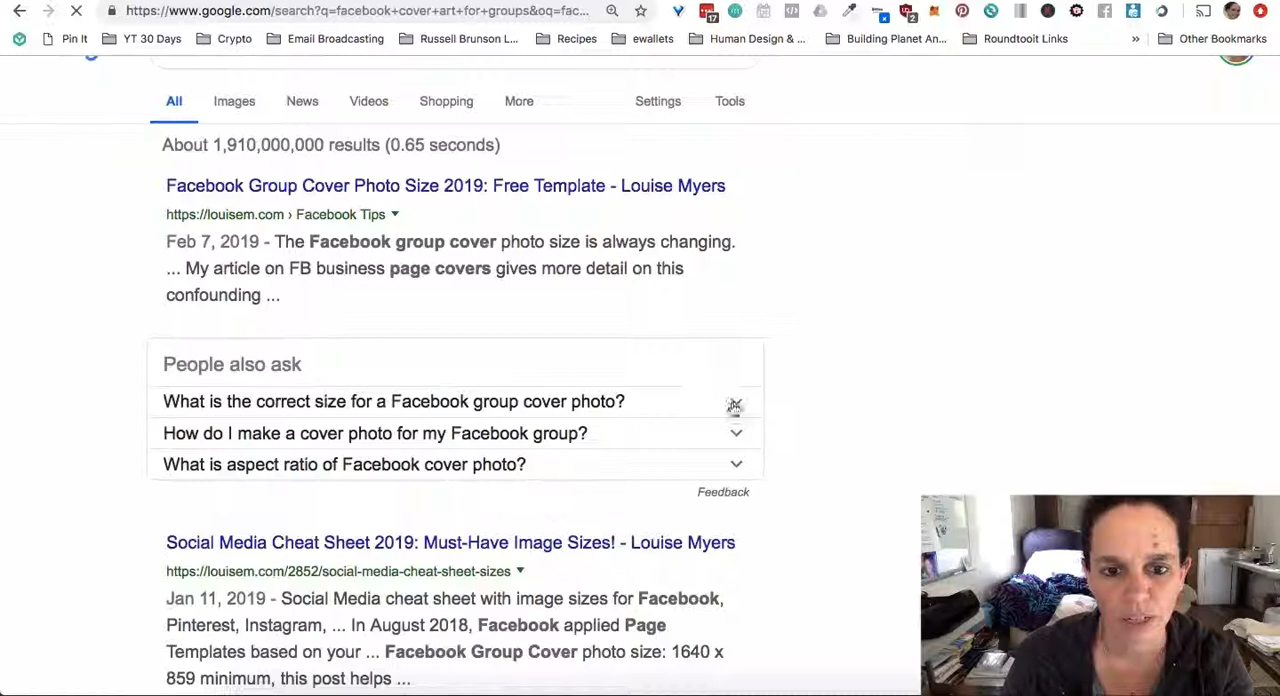 https://www.google.com/search?q=facebook+cover+art+for+groups&oq=fac...
17
2
Pin It
YT 30 Days
Crypto
Email Broadcasting
Russell Brunson L...
Recipes
ewallets
Human Design & ...
Building Planet An...
Roundtooit Links
»
Other Bookmarks
All
Images
News
Videos
Shopping
More
Settings
Tools
About 1,910,000,000 results (0.65 seconds)
Facebook Group Cover Photo Size 2019: Free Template - Louise Myers
https://louisem.com › Facebook Tips
Feb 7, 2019 - The Facebook group cover photo size is always changing.
... My article on FB business page covers gives more detail on this
confounding ...
People also ask
What is the correct size for a Facebook group cover photo?
How do I make a cover photo for my Facebook group?
What is aspect ratio of Facebook cover photo?
Feedback
Social Media Cheat Sheet 2019: Must-Have Image Sizes! - Louise Myers
https://louisem.com/2852/social-media-cheat-sheet-sizes
Jan 11, 2019 - Social Media cheat sheet with image sizes for Facebook,
Pinterest, Instagram, ... In August 2018, Facebook applied Page
Templates based on your ... Facebook Group Cover photo size: 1640 x
859 minimum, this post helps ...